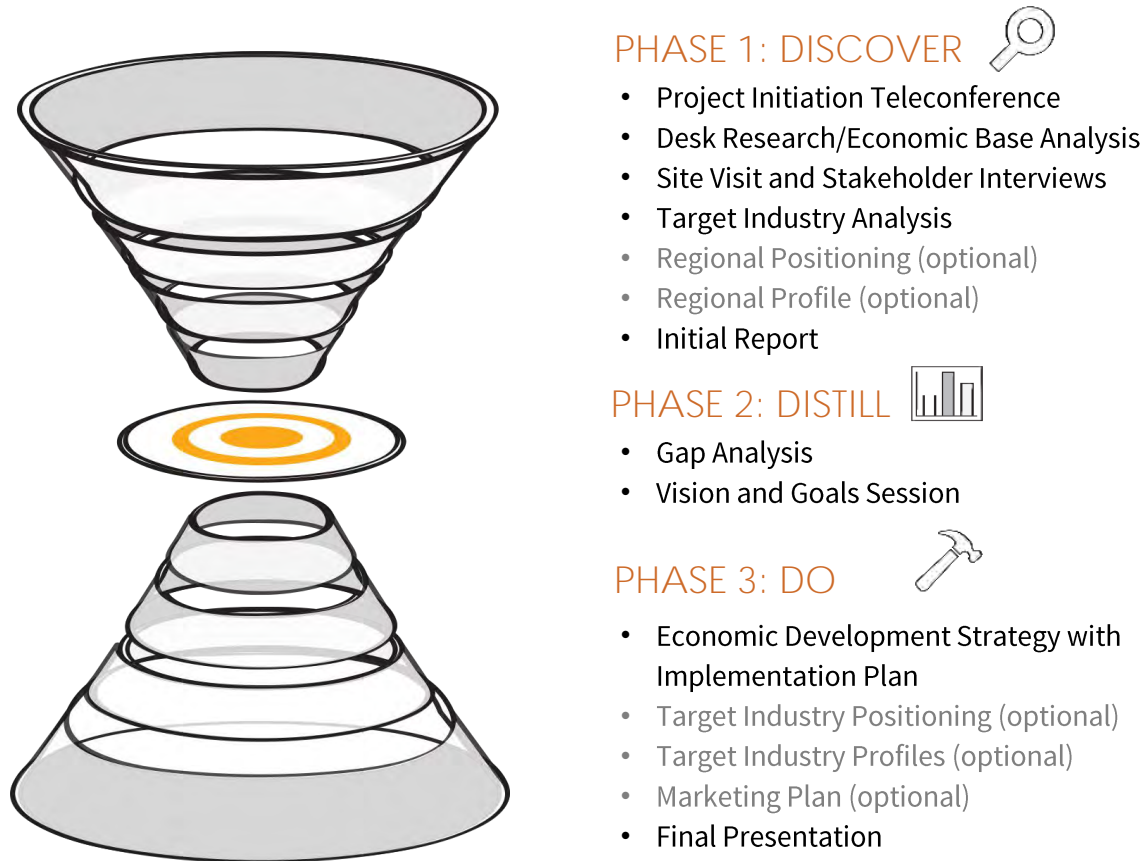 PHASE 1: DISCOVER
• Project Initiation Teleconference
• Desk Research/Economic Base Analysis
• Site Visit and Stakeholder Interviews
• Target Industry Analysis
• Regional Positioning (optional)
• Regional Profile (optional)
• Initial Report
PHASE 2: DISTILL
• Gap Analysis
• Vision and Goals Session
PHASE 3: DO
• Economic Development Strategy with
Implementation Plan
• Target Industry Positioning (optional)
• Target Industry Profiles (optional)
• Marketing Plan (optional)
• Final Presentation